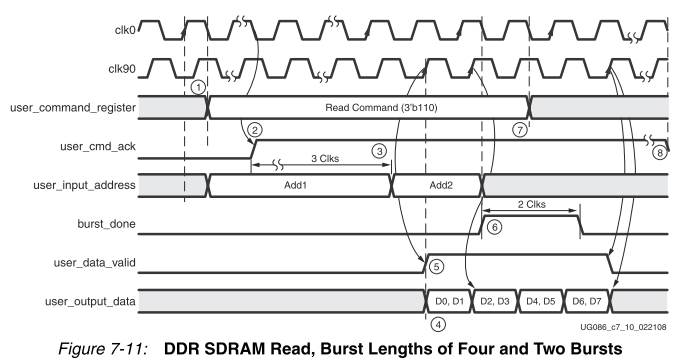 clk0
clk90
1
user_command_register
Read Command (3'b110)
2
7
user_cmd_ack
3
8
3 Clks
user_input_address
Add1
Add2
2 Clks
burst_done
6
user_data_valid
5
user_output_data
D0, D1
D2, D3
D4, D5
D6, D7
4
UG086_c7_10_022108
Figure 7-11: DDR SDRAM Read, Burst Lengths of Four and Two Bursts